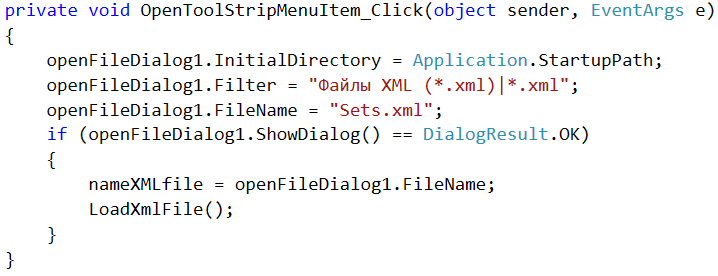 private void OpenToolStripMenuItem_Click(object sender, EventArgs e)
{
    openFileDialog1.InitialDirectory = Application.StartupPath;
    openFileDialog1.Filter = "Файлы XML (*.xml)|*.xml";
    openFileDialog1.FileName = "Sets.xml";
    if (openFileDialog1.ShowDialog() == DialogResult.OK)
    {
        nameXMLfile = openFileDialog1.FileName;
        LoadXmlFile();
    }
}